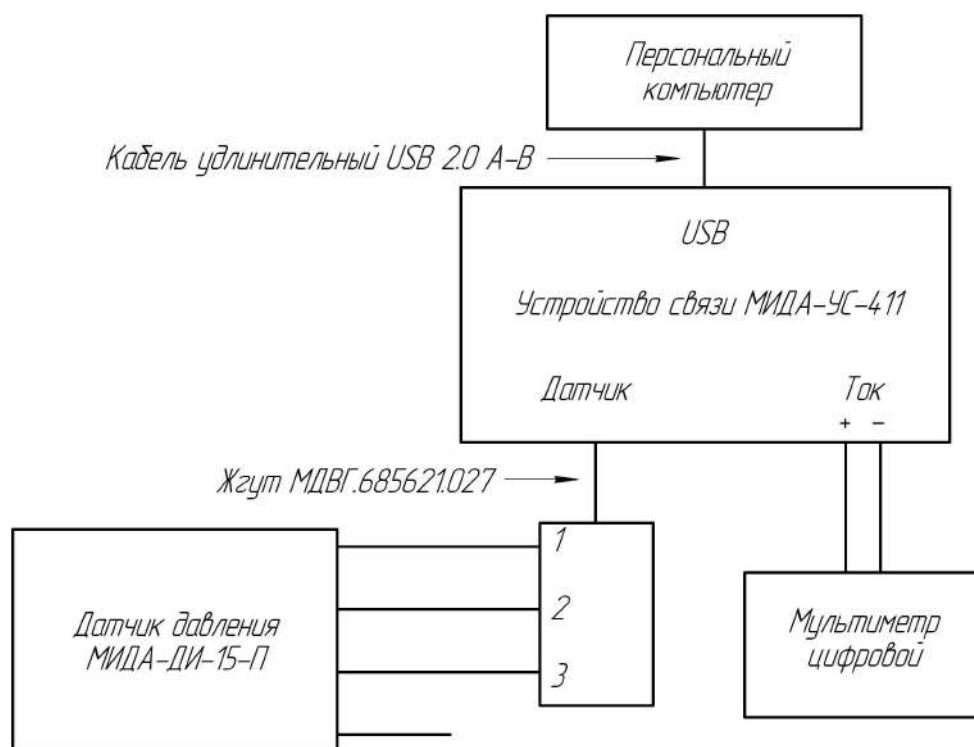 Персональный
компьютер
Кабель удлинительный USB 2.0 А-В
USB
Устройство связи МИДА-УС-411
Датчик
Ток
+ -
Жгут МДВГ.685621.027
1
2
3
Датчик давления
МИДА-ДИ-15-П
Мультиметр
цифровой